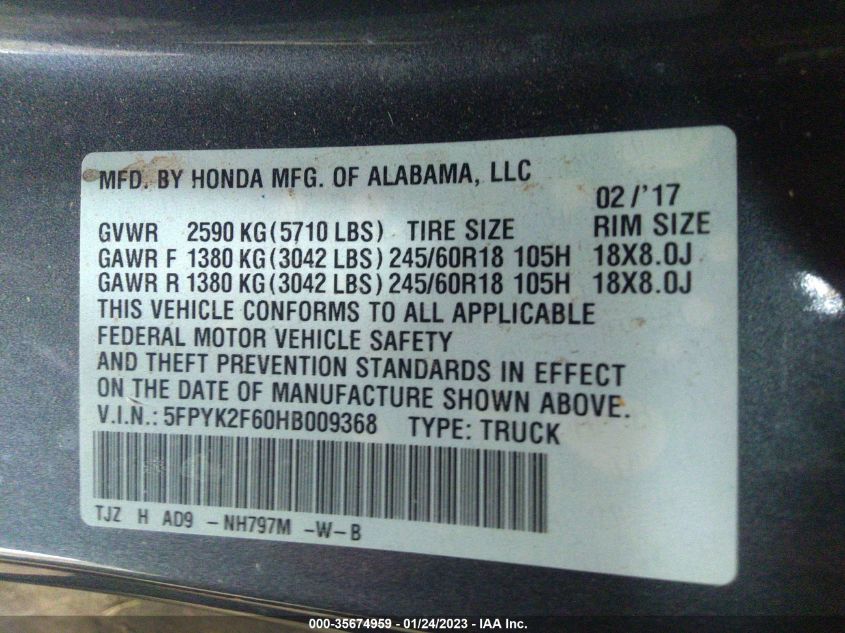 MFD. BY HONDA MFG. OF ALABAMA, LLC
02/'17
GVWR 2590 KG(5710 LBS) TIRE SIZE RIM SIZE
GAWR F 1380 KG(3042 LBS) 245/60R18 105H 18X8.0J
GAWR R 1380 KG(3042 LBS) 245/60R18 105H 18X8.0J
THIS VEHICLE CONFORMS TO ALL APPLICABLE
FEDERAL MOTOR VEHICLE SAFETY
AND THEFT PREVENTION STANDARDS IN EFFECT
ON THE DATE OF MANUFACTURE SHOWN ABOVE.
V.I.N.: 5FPYK2F60HB009368 TYPE: TRUCK
TJZ H AD9 -NH797M -W-B
000-35674959 - 01/24/2023 - IAA Inc.